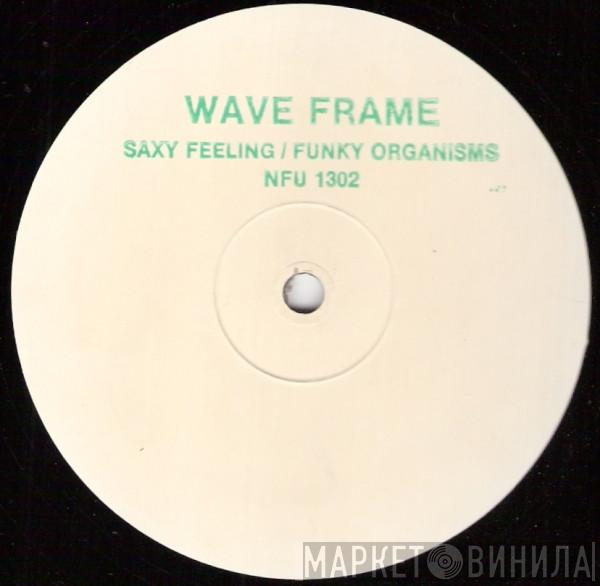 WAVE FRAME
SAXY FEELING / FUNKY ORGANISMS
NFU 1302
МАРКЕТ ВИНИЛА